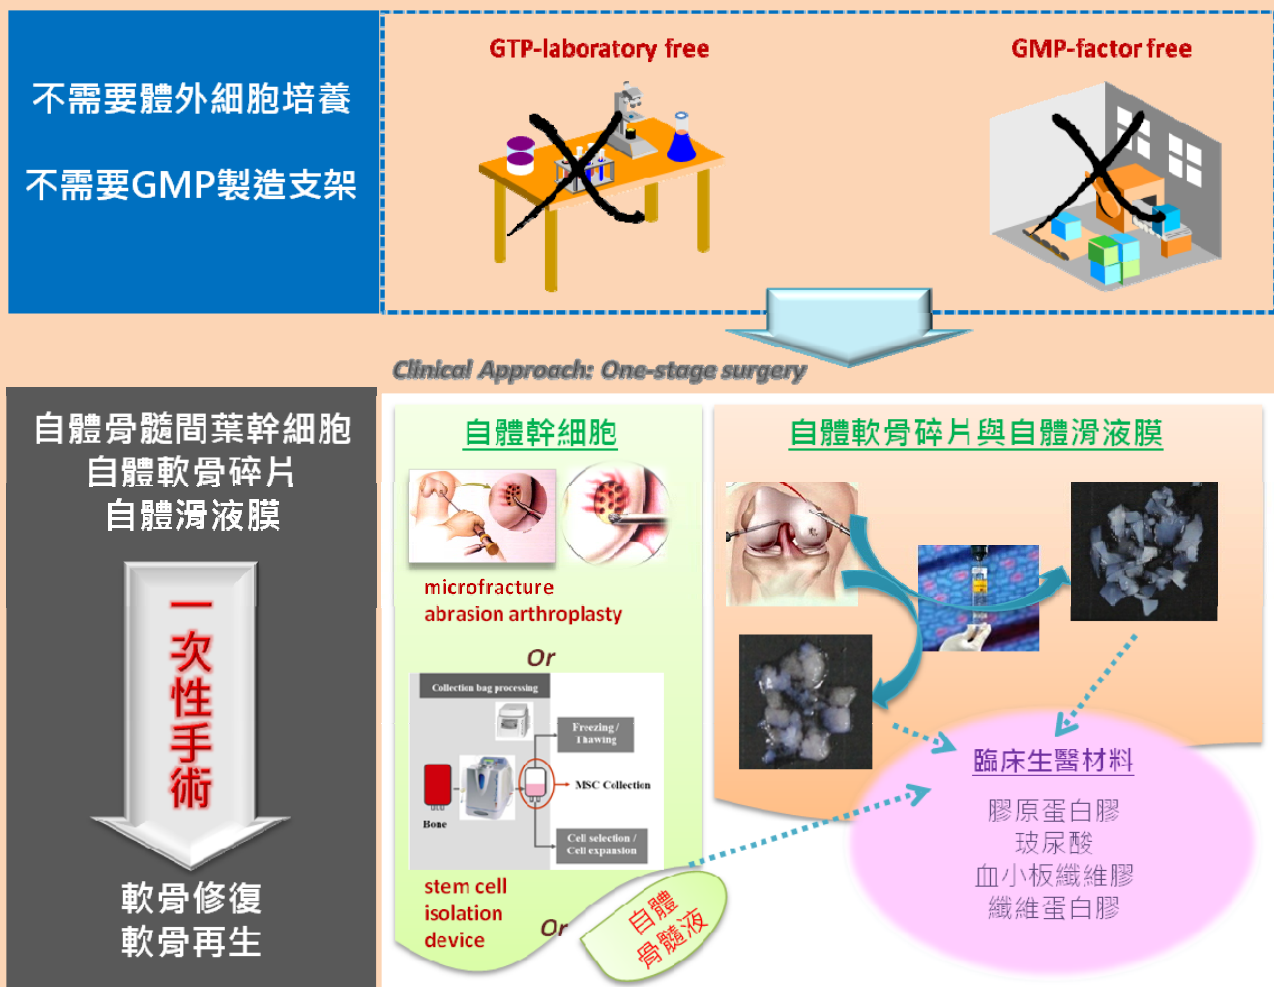 不需要體外細胞培養
不需要GMP製造支架
GTP-laboratory free
GMP-factor free
Clinical Approach: One-stage surgery
自體骨髓間葉幹細胞
自體軟骨碎片
自體滑液膜
一次性手術
軟骨修復
軟骨再生
自體幹細胞
microfracture
abrasion arthroplasty
Or
Collection bag processing
Freezing /
Thawing
MSC Collection
Bone
Cell selection /
Cell expansion
stem cell
isolation
device
Or
自體
骨髓液
自體軟骨碎片與自體滑液膜
臨床生醫材料
膠原蛋白膠
玻尿酸
血小板纖維膠
纖維蛋白膠